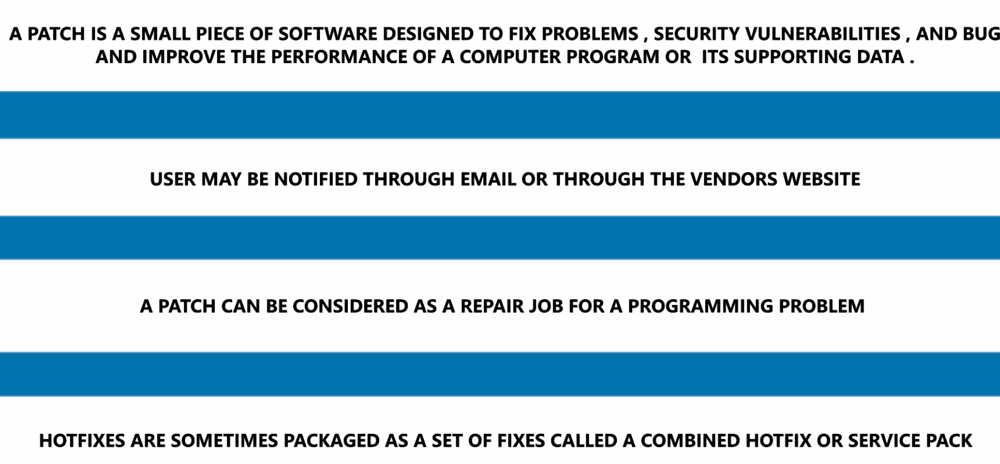 A PATCH IS A SMALL PIECE OF SOFTWARE DESIGNED TO FIX PROBLEMS , SECURITY VULNERABILITIES , AND BUG
AND IMPROVE THE PERFORMANCE OF A COMPUTER PROGRAM OR  ITS SUPPORTING DATA .
USER MAY BE NOTIFIED THROUGH EMAIL OR THROUGH THE VENDORS WEBSITE
A PATCH CAN BE CONSIDERED AS A REPAIR JOB FOR A PROGRAMMING PROBLEM
HOTFIXES ARE SOMETIMES PACKAGED AS A SET OF FIXES CALLED A COMBINED HOTFIX OR SERVICE PACK